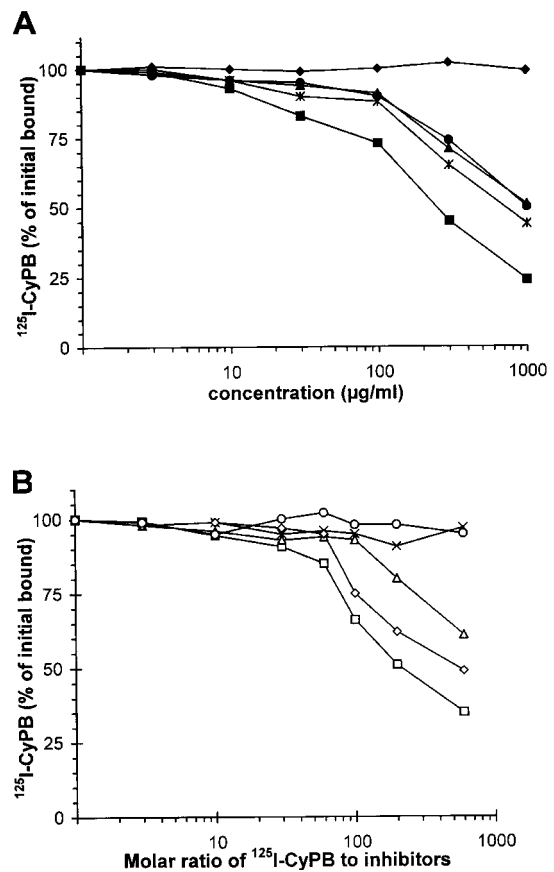 A
100
75
50
25
0
¹²⁵I-CyPB (% of initial bound)
10
100
1000
concentration (µg/ml)
B
100
75
50
25
0
¹²⁵I-CyPB (% of initial bound)
10
100
1000
Molar ratio of ¹²⁵I-CyPB to inhibitors